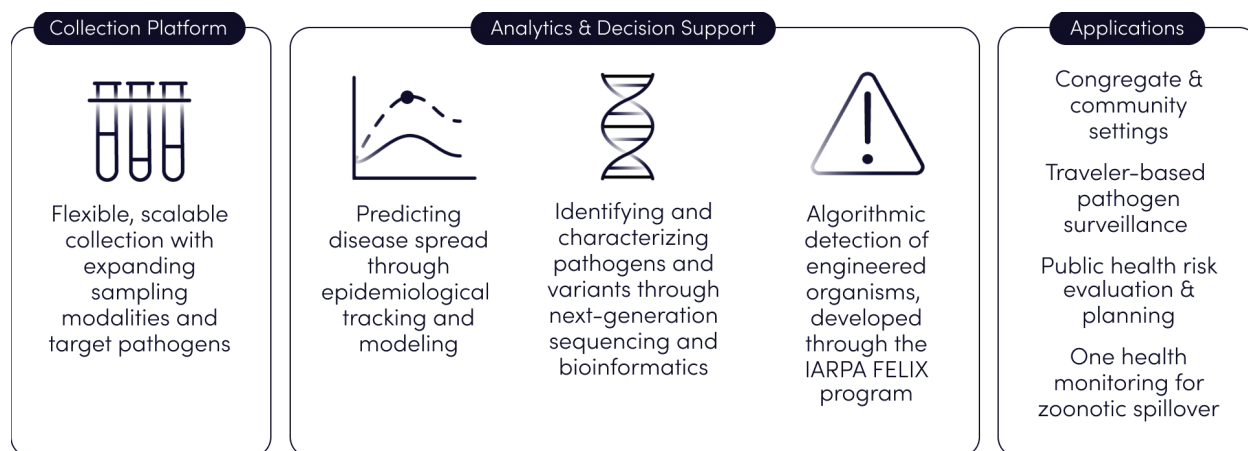 Collection Platform
Flexible, scalable
collection with
expanding
sampling
modalities and
target pathogens
Analytics & Decision Support
Predicting
disease spread
through
epidemiological
tracking and
modeling
Identifying and
characterizing
pathogens and
variants through
next-generation
sequencing and
bioinformatics
Algorithmic
detection of
engineered
organisms,
developed
through the
IARPA FELIX
program
Applications
Congregate &
community
settings
Traveler-based
pathogen
surveillance
Public health risk
evaluation &
planning
One health
monitoring for
zoonotic spillover